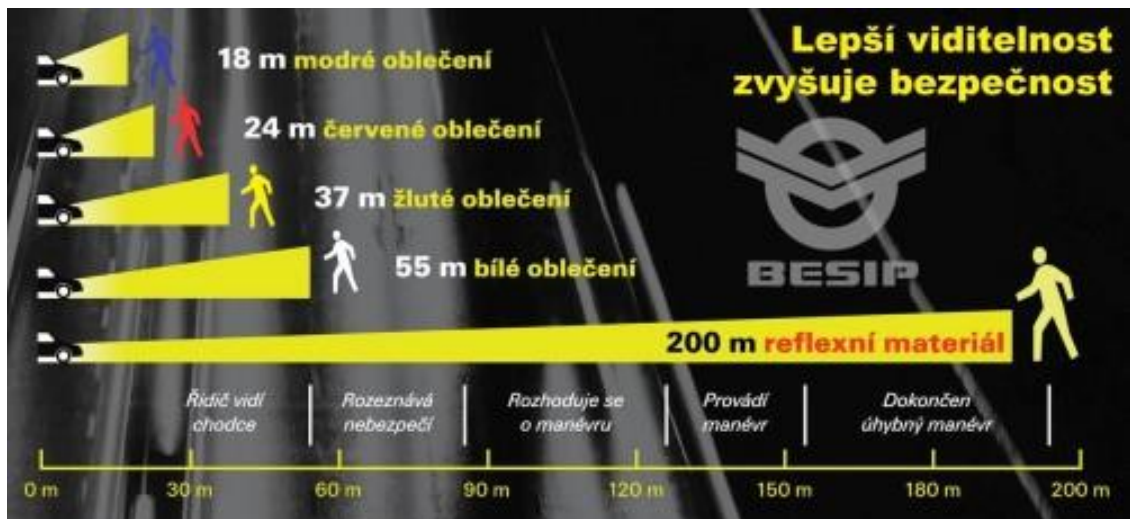 Lepší viditelnost
zvyšuje bezpečnost
18 m modré oblečení
24 m červené oblečení
37 m žluté oblečení
55 m bílé oblečení
BESIP
200 m reflexní materiál
Řidič vidí
chodce
Rozeznává
nebezpečí
Rozhoduje se
o manévru
Provádí
manévr
Dokončen
úhybný manévr
0 m 30 m 60 m 90 m 120 m 150 m 180 m 200 m